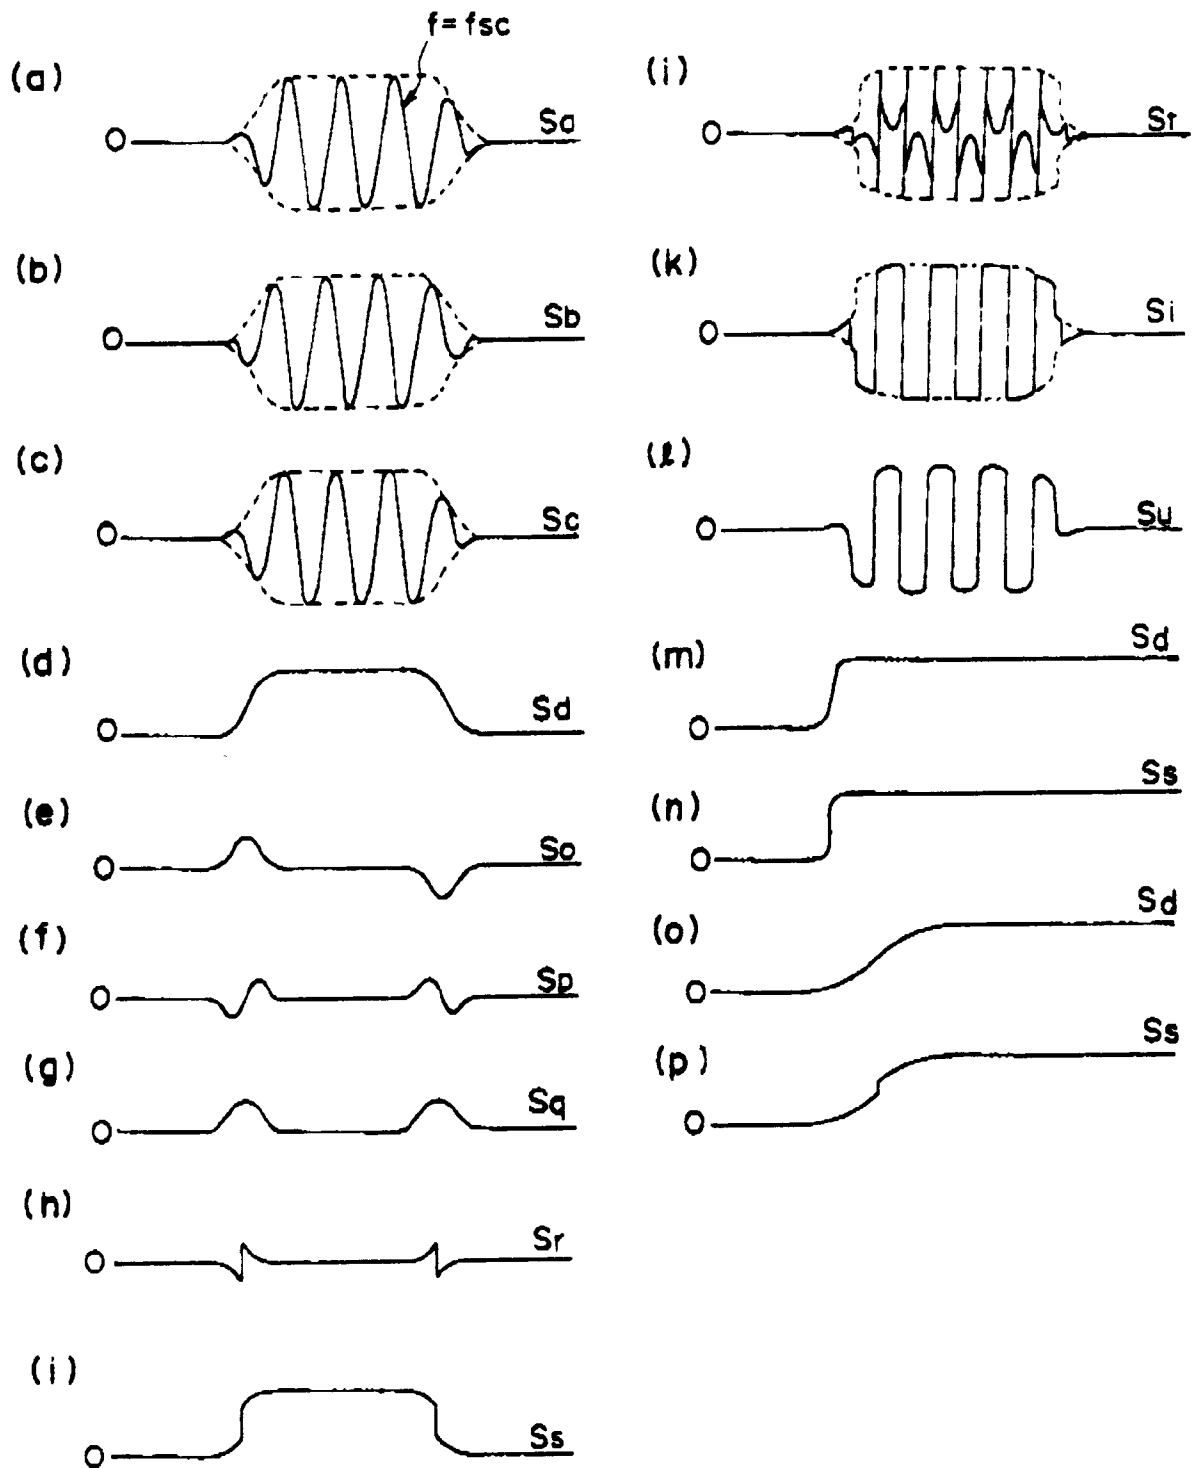 f=fsc
(a)
O
Sa
(b)
O
Sb
(c)
O
Sc
(d)
O
Sd
(e)
O
So
(f)
O
Sp
(g)
O
Sq
(h)
O
Sr
(i)
O
Ss
(i)
O
St
(k)
O
Si
(l)
O
Su
(m)
O
Sd
(n)
O
Ss
(o)
O
Sd
(p)
O
Ss